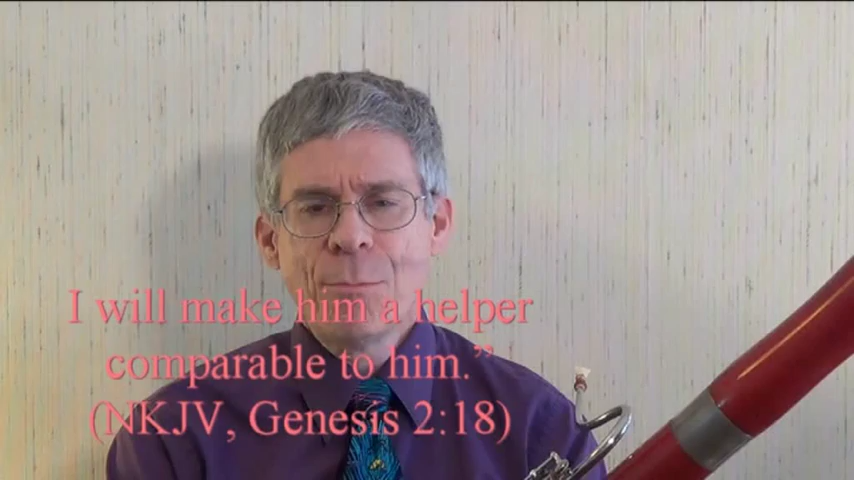 I will make him a helper
comparable to him.”
(NKJV, Genesis 2:18)